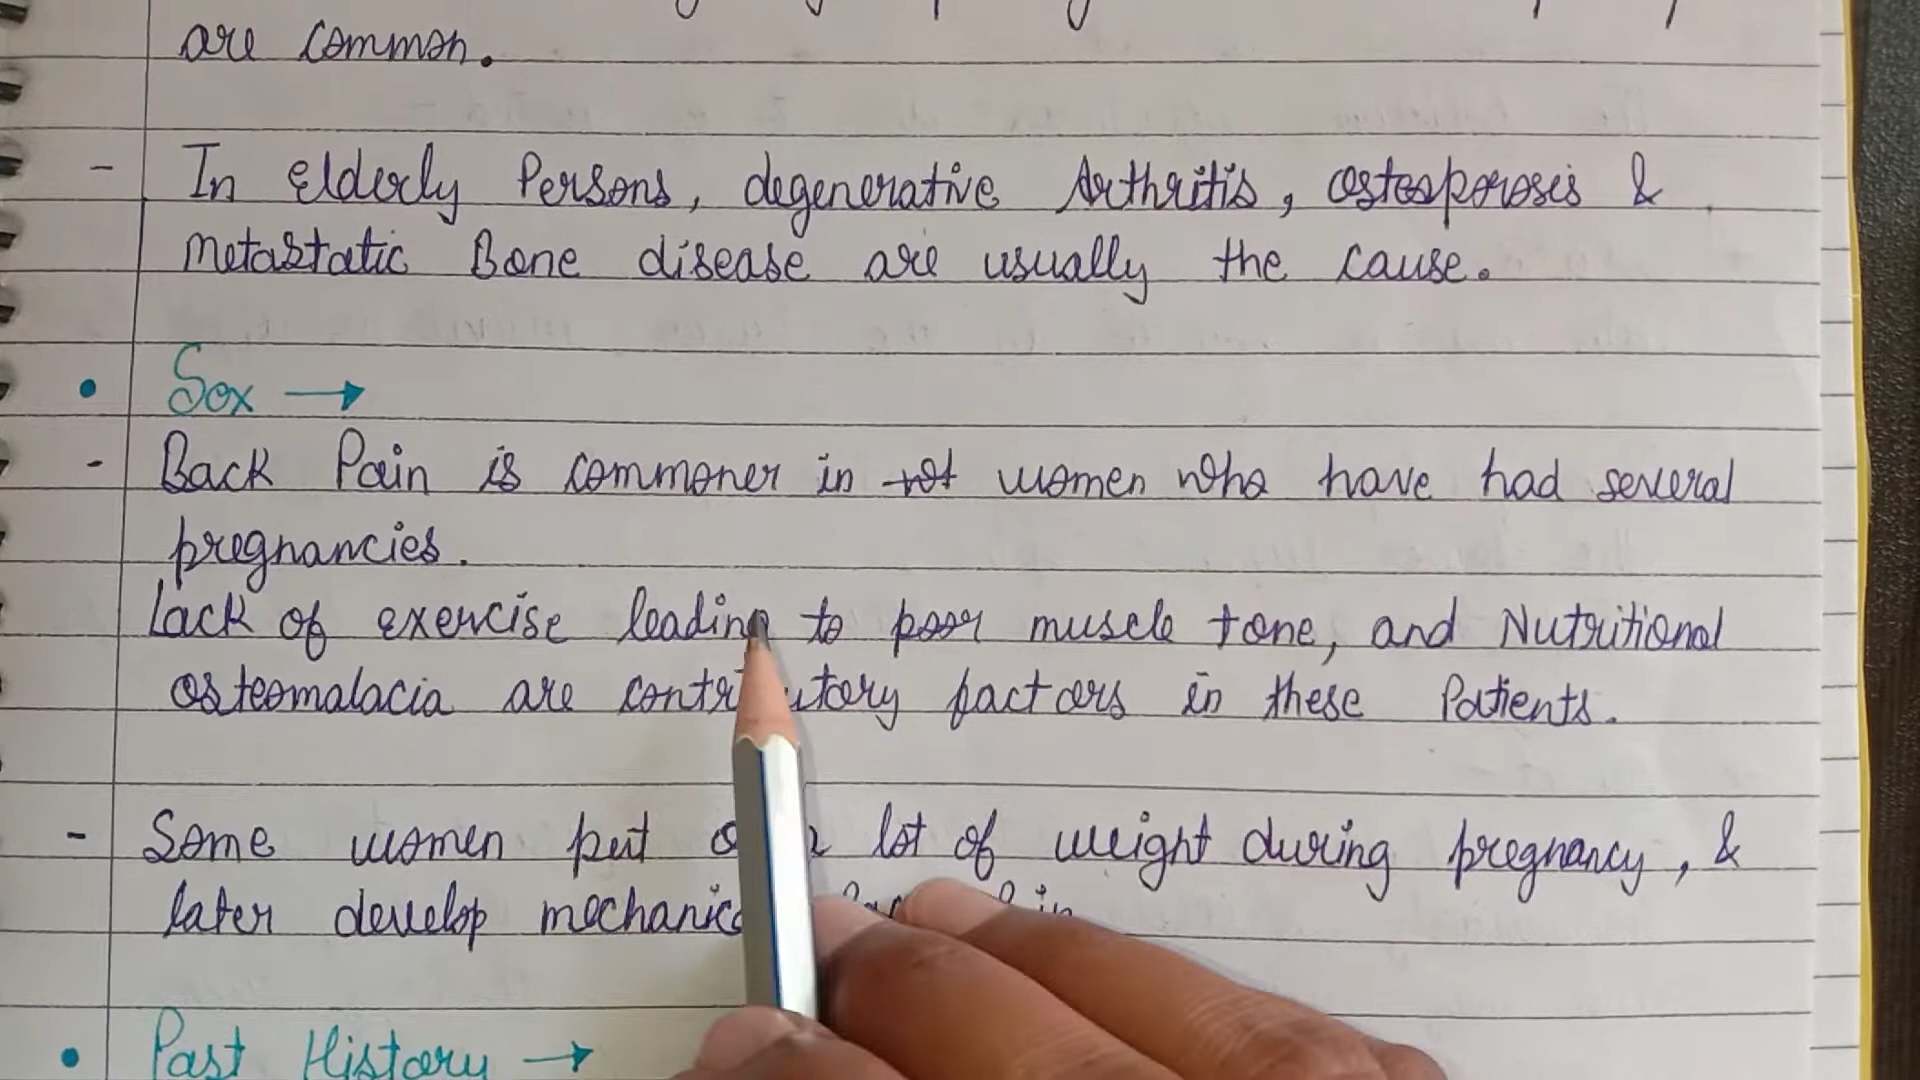 are common.
- In Elderly Persons, degenerative Arthritis, osteoporosis &
metastatic Bone disease are usually the cause.
• Sex →
- Back Pain is commoner in women who have had several
pregnancies.
Lack of exercise leading to poor muscle tone, and Nutritional
osteomalacia are contributory factors in these Patients.
- Some women put lot of weight during pregnancy, &
later develop
• Past History →